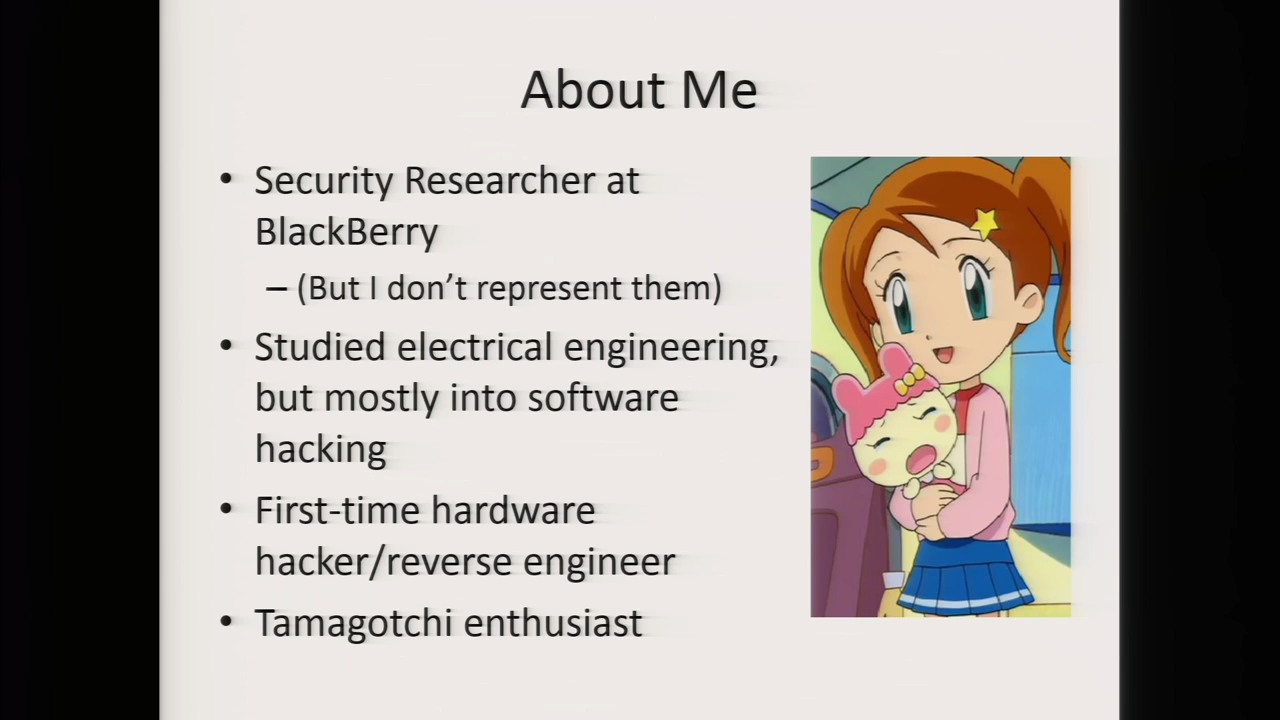 About Me
• Security Researcher at
BlackBerry
– (But I don't represent them)
• Studied electrical engineering,
but mostly into software
hacking
• First-time hardware
hacker/reverse engineer
• Tamagotchi enthusiast